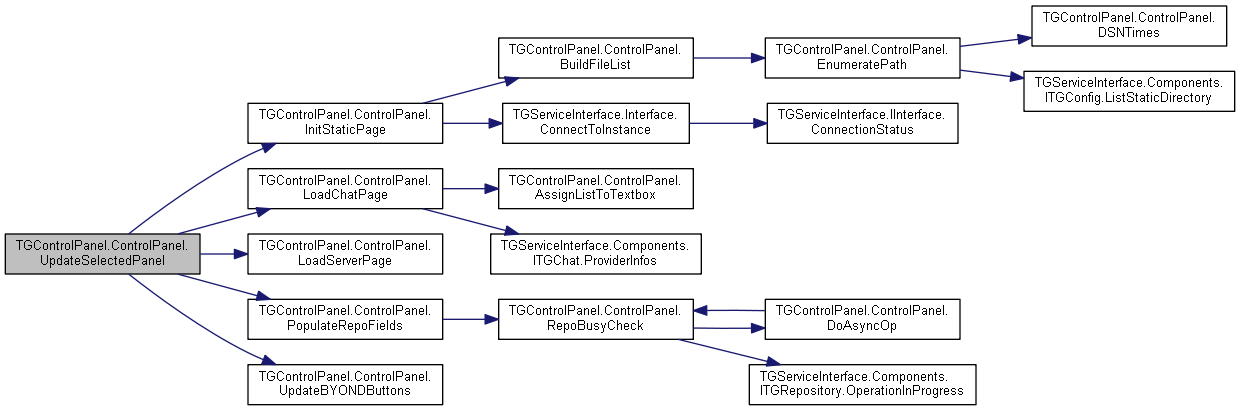 TGControlPanel.ControlPanel.
UpdateSelectedPanel
TGControlPanel.ControlPanel.
InitStaticPage
TGControlPanel.ControlPanel.
BuildFileList
TGControlPanel.ControlPanel.
EnumeratePath
TGControlPanel.ControlPanel.
DSNTimes
TGServiceInterface.Components.
ITGConfig.ListStaticDirectory
TGServiceInterface.Interface.
ConnectToInstance
TGServiceInterface.IInterface.
ConnectionStatus
TGControlPanel.ControlPanel.
LoadChatPage
TGControlPanel.ControlPanel.
AssignListToTextbox
TGServiceInterface.Components.
ITGChat.ProviderInfos
TGControlPanel.ControlPanel.
LoadServerPage
TGControlPanel.ControlPanel.
PopulateRepoFields
TGControlPanel.ControlPanel.
RepoBusyCheck
TGControlPanel.ControlPanel.
DoAsyncOp
TGServiceInterface.Components.
ITGRepository.OperationInProgress
TGControlPanel.ControlPanel.
UpdateBYONDButtons